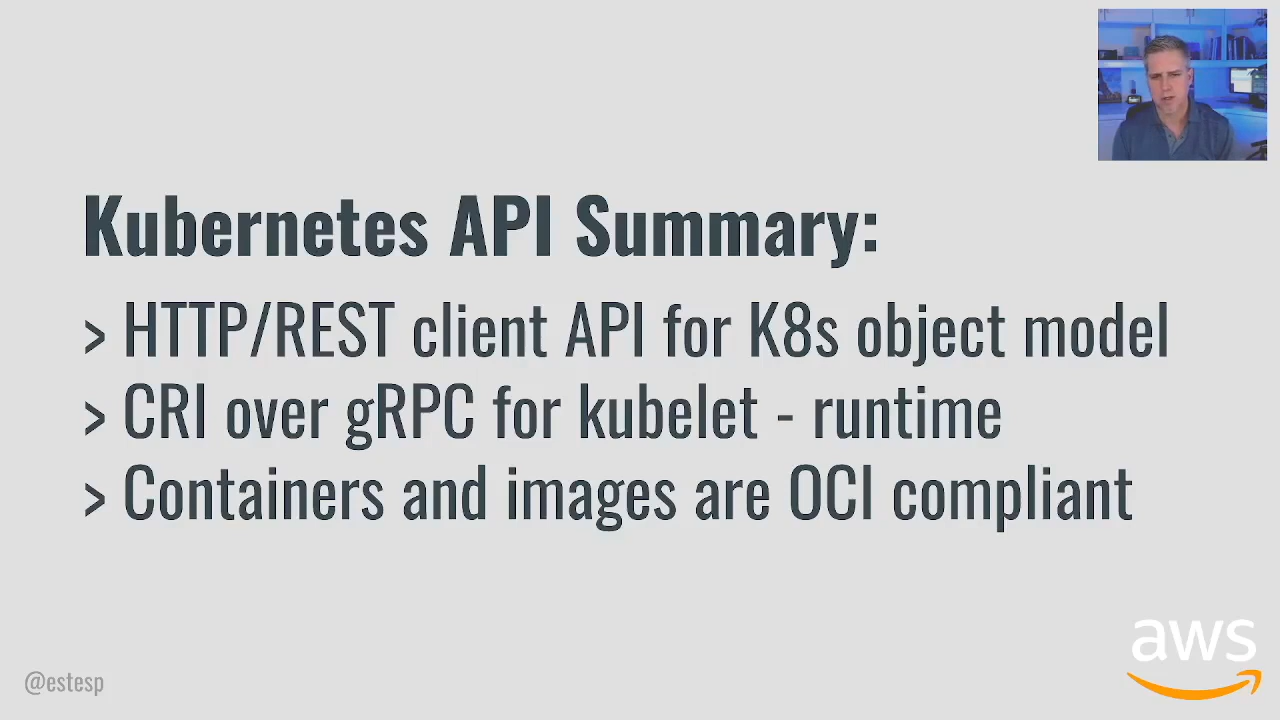 Kubernetes API Summary:
> HTTP/REST client API for K8s object model
> CRI over gRPC for kubelet - runtime
> Containers and images are OCI compliant
@estesp
aws